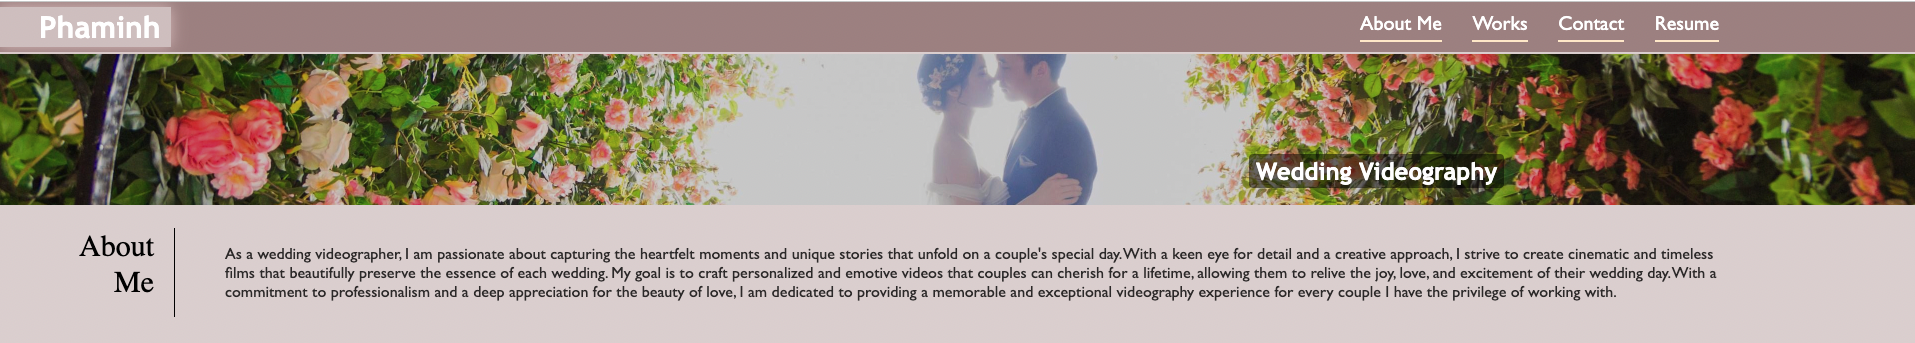 Phaminh
About Me Works Contact Resume
Wedding Videography
About
Me
As a wedding videographer, I am passionate about capturing the heartfelt moments and unique stories that unfold on a couple's special day. With a keen eye for detail and a creative approach, I strive to create cinematic and timeless
films that beautifully preserve the essence of each wedding. My goal is to craft personalized and emotive videos that couples can cherish for a lifetime, allowing them to relive the joy, love, and excitement of their wedding day. With a
commitment to professionalism and a deep appreciation for the beauty of love, I am dedicated to providing a memorable and exceptional videography experience for every couple I have the privilege of working with.